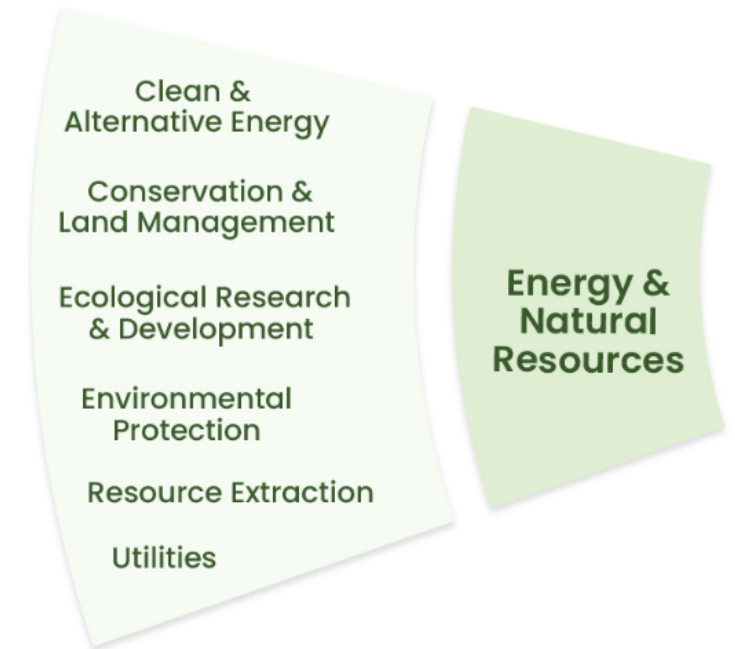 Clean &
Alternative Energy
Conservation &
Land Management
Ecological Research
& Development
Environmental
Protection
Resource Extraction
Utilities
Energy &
Natural
Resources